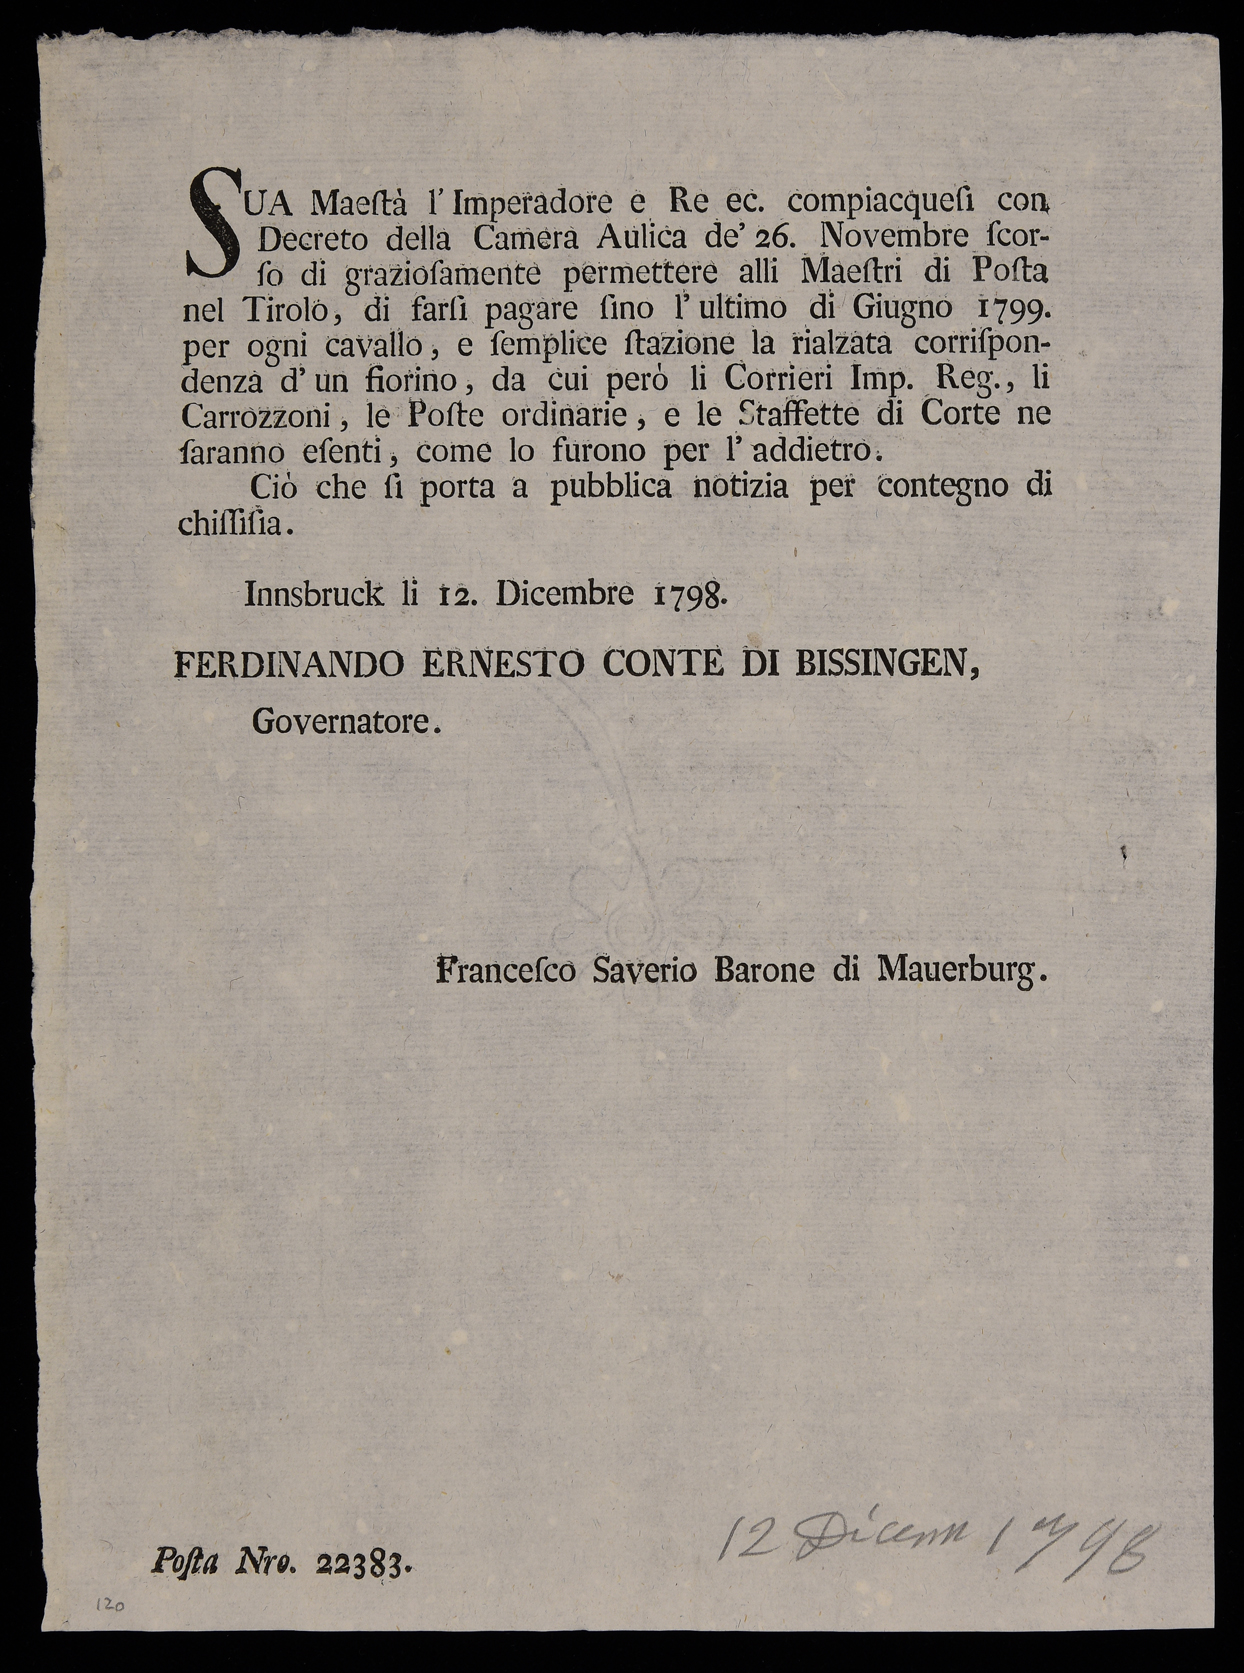 SUA Maeſtà l' Imperadore e Re ec. compiacqueſi con
Decreto della Camera Aulica de' 26. Novembre ſcor-
ſo di grazioſamente permettere alli Maeſtri di Poſta
nel Tirolo, di farſi pagare ſino l' ultimo di Giugno 1799.
per ogni cavallo, e ſemplice ſtazione la rialzata corriſpon-
denza d' un fiorino, da cui però li Corrieri Imp. Reg., li
Carrozzoni, le Poſte ordinarie, e le Staffette di Corte ne
ſaranno eſenti, come lo furono per l' addietro.
Ciò che ſi porta a pubblica notizia per contegno di
chiſſiſia.
Innsbruck li 12. Dicembre 1798.
FERDINANDO ERNESTO CONTE DI BISSINGEN,
Governatore.
Franceſco Saverio Barone di Mauerburg.
12 Dicem 1798
Poſta Nro. 22383.
120